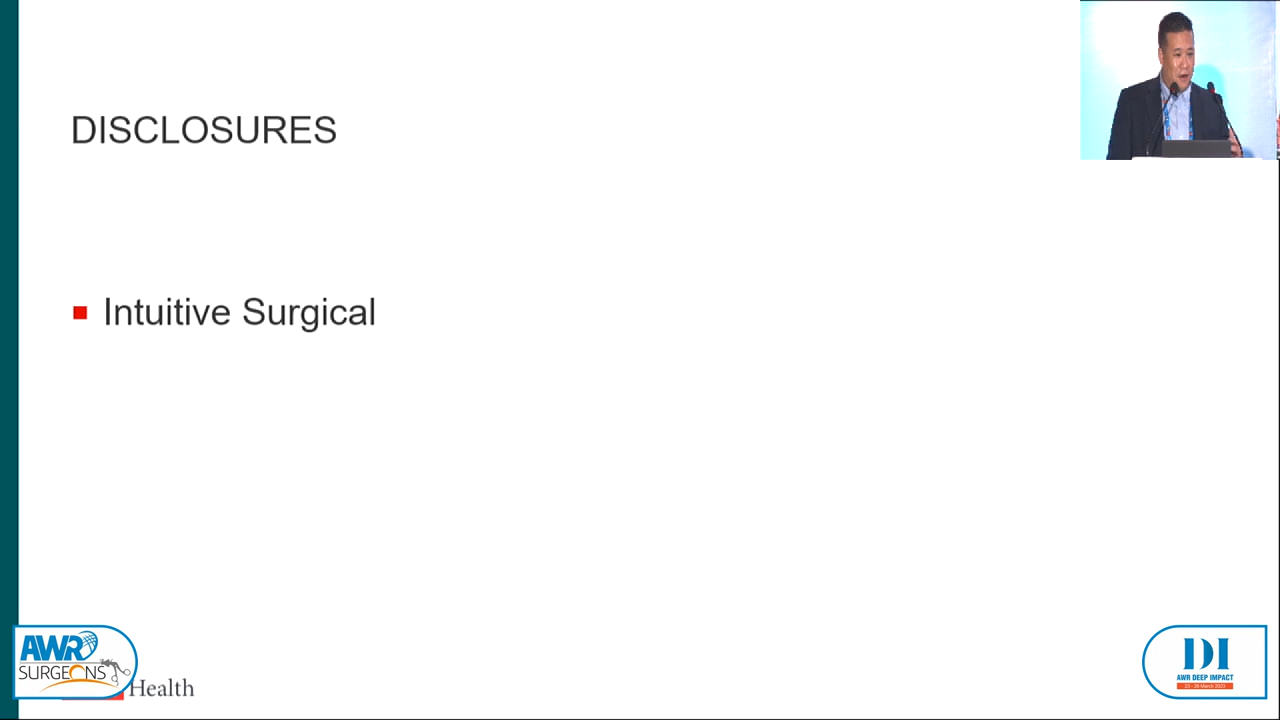 DISCLOSURES
Intuitive Surgical
AWR
SURGEONS
Health
DI
AWR DEEP IMPACT